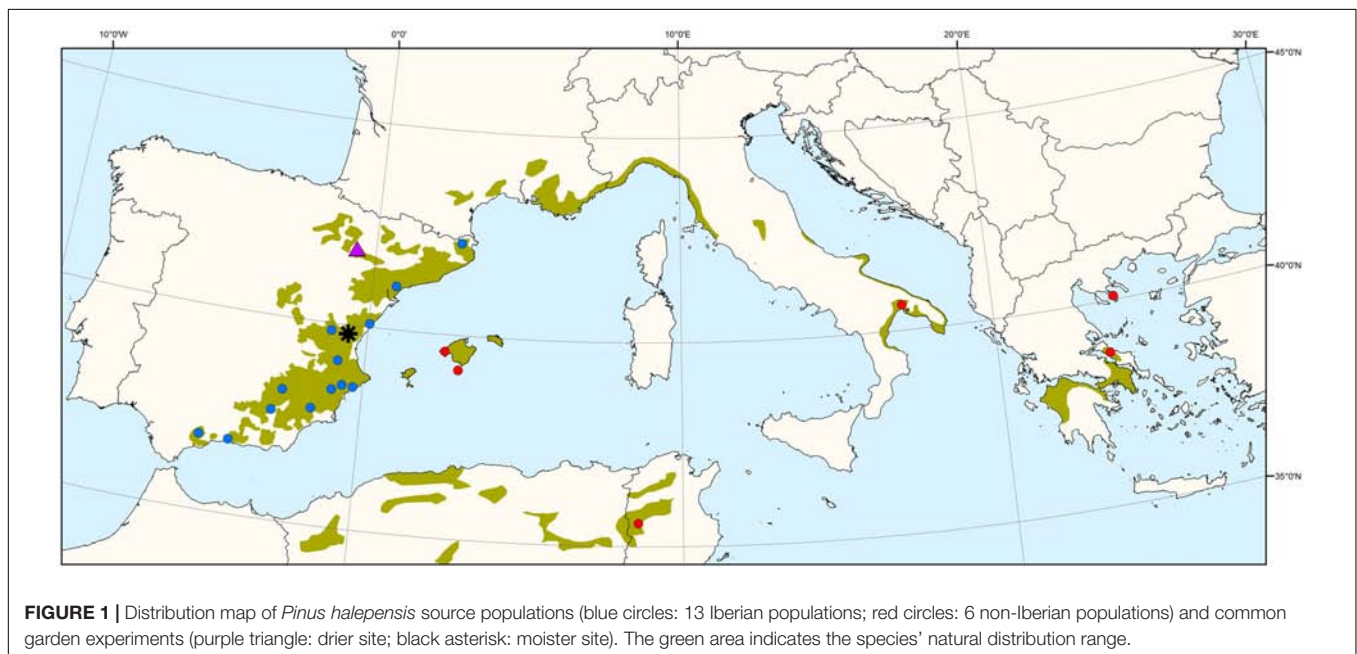 10°0'W 0°0' 10°0'E 20°0'E 30°0'E
45°0'N
40°0'N
35°0'N
FIGURE 1 | Distribution map of Pinus halepensis source populations (blue circles: 13 Iberian populations; red circles: 6 non-Iberian populations) and common
garden experiments (purple triangle: drier site; black asterisk: moister site). The green area indicates the species' natural distribution range.